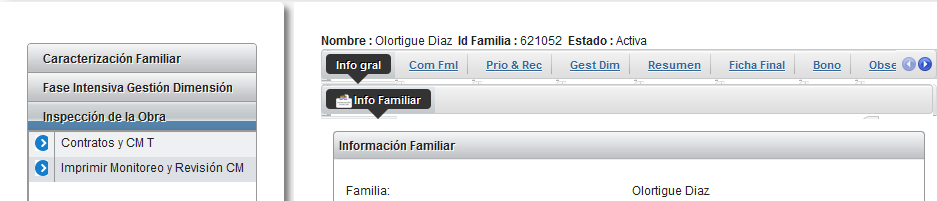 Caracterización Familiar
Fase Intensiva Gestión Dimensión
Inspección de la Obra
Contratos y CM T
Imprimir Monitoreo y Revisión CM
Nombre : Olortigue Diaz Id Familia : 621052 Estado : Activa
Info gral Com Fml Prio & Rec Gest Dim Resumen Ficha Final Bono Obse
Info Familiar
Información Familiar
Familia: Olortigue Diaz